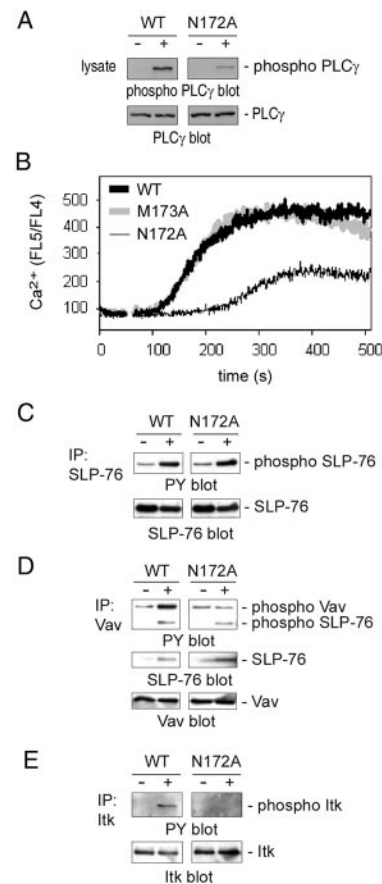 A
WT N172A
- + - +
lysate - phospho PLCγ
phospho PLCγ blot
- PLCγ
PLCγ blot
B
Ca2+ (FL5/FL4)
500
400
300
200
100
WT
M173A
N172A
0 100 200 300 400 500
time (s)
C
WT N172A
- + - +
IP: - phospho SLP-76
SLP-76
PY blot
- SLP-76
SLP-76 blot
D
WT N172A
- + - +
IP: - phospho Vav
Vav - phospho SLP-76
PY blot
- SLP-76
SLP-76 blot
- Vav
Vav blot
E
WT N172A
- + - +
IP: - phospho Itk
Itk
PY blot
- Itk
Itk blot